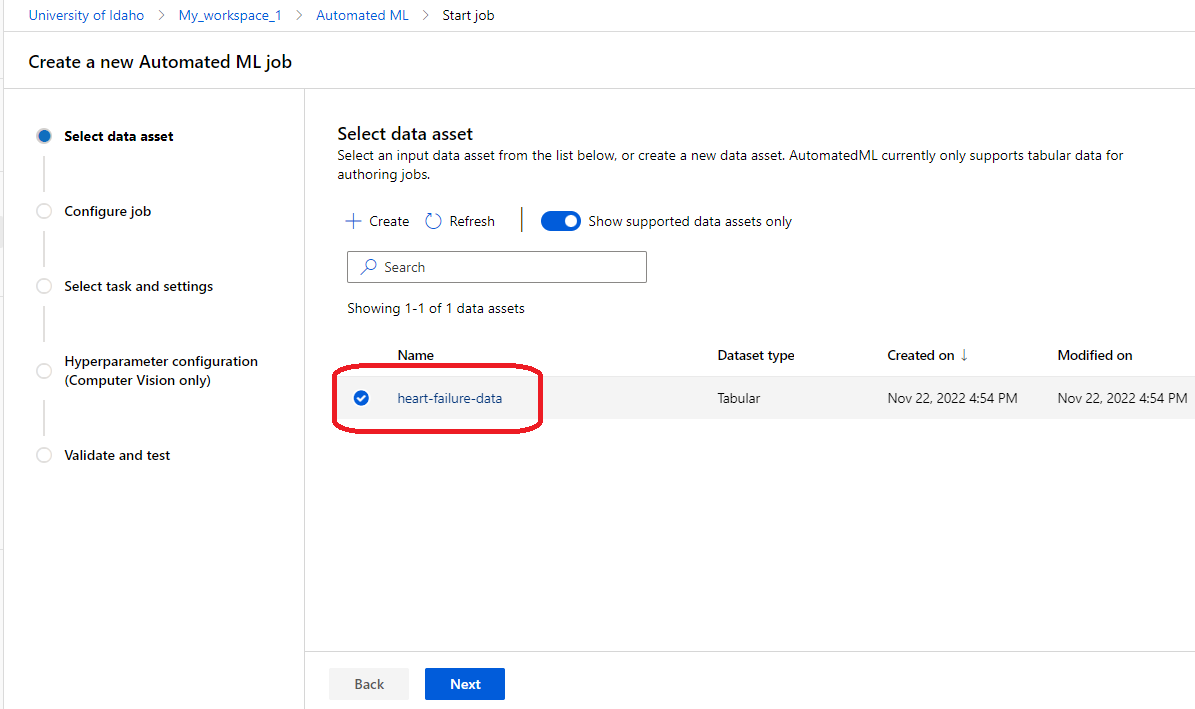 University of Idaho > My_workspace_1 > Automated ML > Start job
Create a new Automated ML job
Select data asset
Configure job
Select task and settings
Hyperparameter configuration
(Computer Vision only)
Validate and test
Select data asset
Select an input data asset from the list below, or create a new data asset. AutomatedML currently only supports tabular data for
authoring jobs.
+ Create Refresh Show supported data assets only
Search
Showing 1-1 of 1 data assets
Name Dataset type Created on ↓ Modified on
heart-failure-data Tabular Nov 22, 2022 4:54 PM Nov 22, 2022 4:54 PM
Back Next